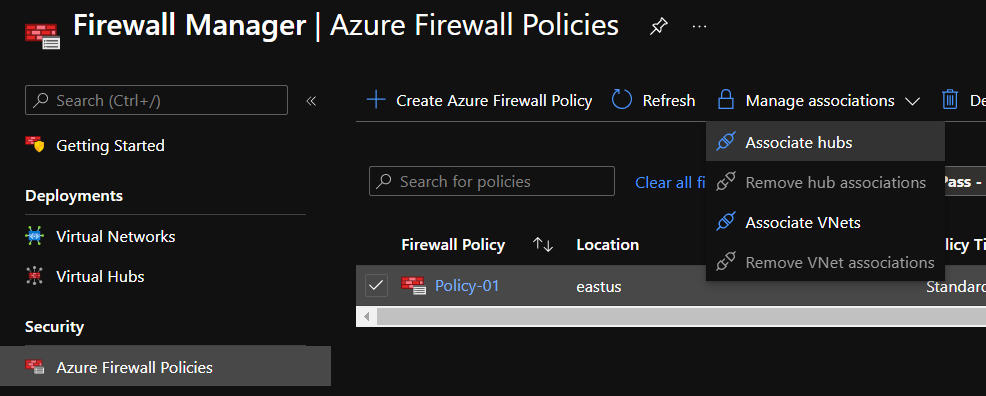 Firewall Manager | Azure Firewall Policies
Search (Ctrl+/)
Getting Started
Deployments
Virtual Networks
Virtual Hubs
Security
Azure Firewall Policies
Create Azure Firewall Policy Refresh Manage associations De
Associate hubs
Remove hub associations
Associate VNets
Remove VNet associations
Search for policies Clear all fi Pass -
Firewall Policy Location licy Ti
Policy-01 eastus Standard